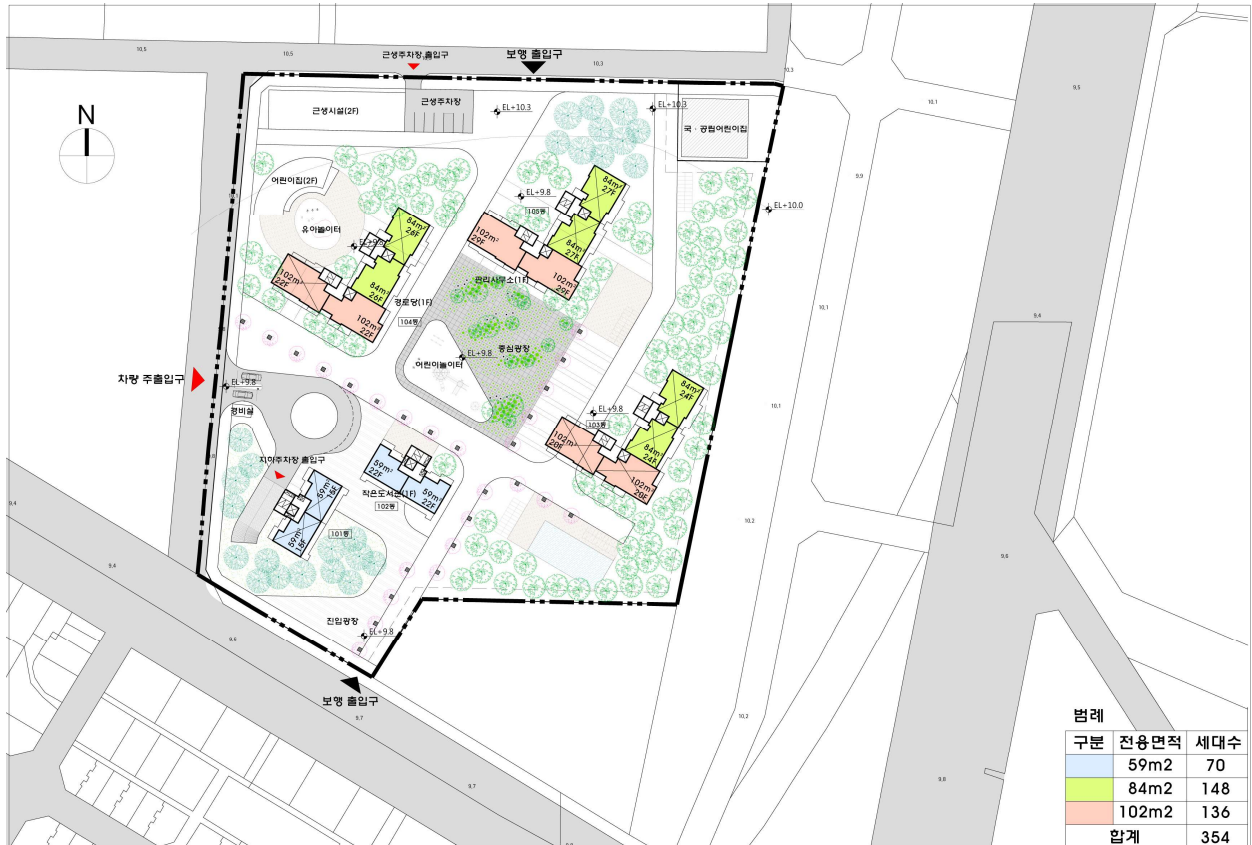 10,5
10,5
근생주차장 출입구
보행 출입구
10,3
10,3
9,5
N
근생시설(2F)
근생주차장
EL+10.3
EL+10.3
국 · 공립어린이집
10,1
10,1
어린이집(2F)
유아놀이터
EL+9.8
105동
84m²
27F
84m²
27F
102m²
29F
102m²
29F
9,9
EL+10.0
EL+9.8
84m²
26F
84m²
26F
102m²
22F
102m²
22F
관리사무소(1F)
경로당(1F)
104동
중심광장
어린이놀이터
EL+9.8
10,1
9,4
차량 주출입구
EL+9.8
경비실
84m²
24F
84m²
24F
102m²
20F
102m²
20F
EL+9.8
103동
10,1
지하주차장 출입구
59m²
22F
59m²
22F
작은도서관(1F)
102동
59m²
15F
59m²
15F
101동
9,4
9,4
10,2
9,6
진입광장
EL+9.8
9,6
보행 출입구
9,7
10,2
9,7
9,8
범례
구분 전용면적 세대수
59m2 70
84m2 148
102m2 136
합계 354